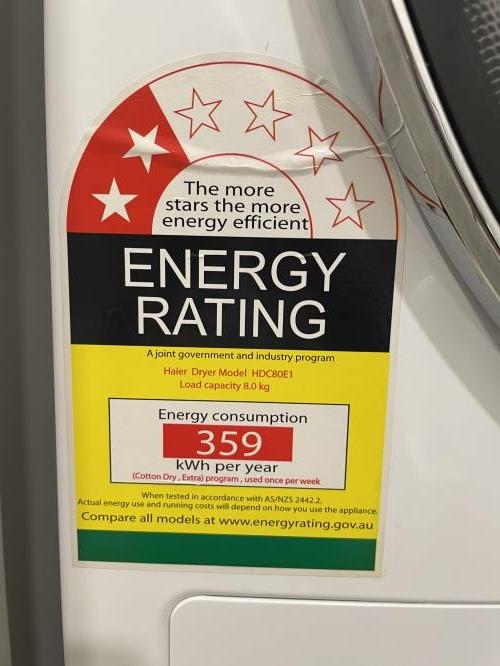 The more
stars the more
energy efficient
ENERGY
RATING
A joint government and industry program
Haier Dryer Model HDC80E1
Load capacity 8.0 kg
Energy consumption
359
kWh per year
(Cotton Dry , Extra) program , used once per week
When tested in accordance with AS/NZS 2442.2.
Actual energy use and running costs will depend on how you use the appliance.
Compare all models at www.energyrating.gov.au